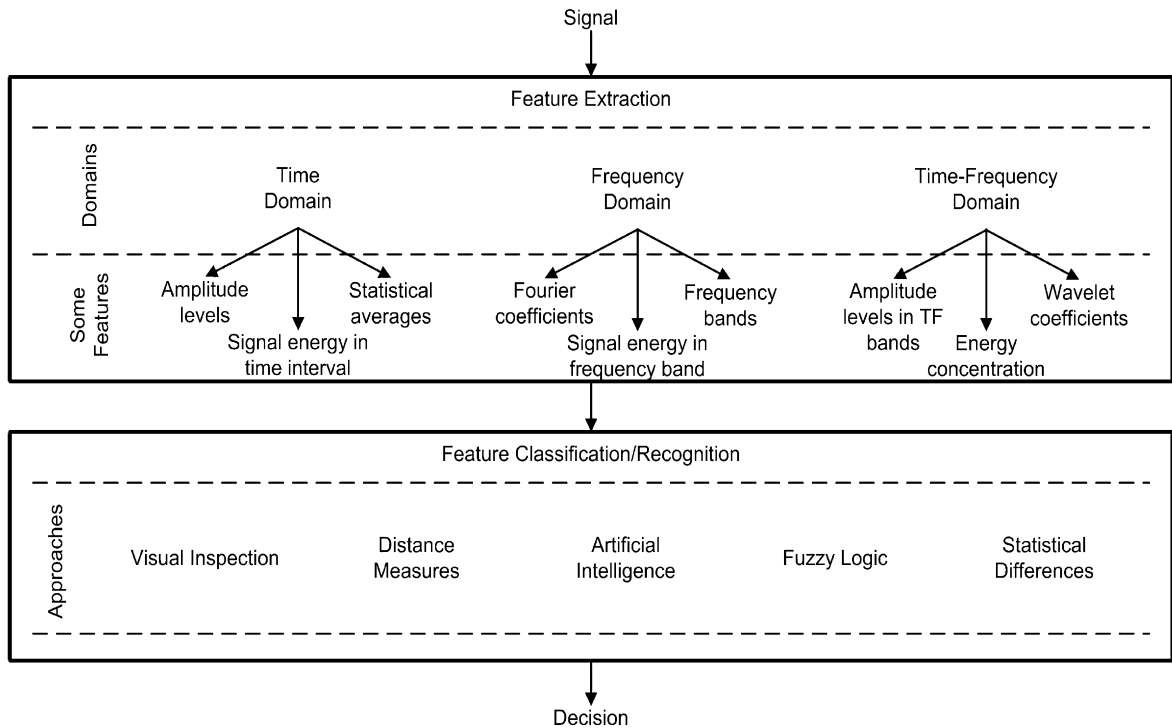 Signal
Feature Extraction
Domains
Time
Domain
Frequency
Domain
Time-Frequency
Domain
Some
Features
Amplitude
levels
Signal energy in
time interval
Statistical
averages
Fourier
coefficients
Signal energy in
frequency band
Frequency
bands
Amplitude
levels in TF
bands
Energy
concentration
Wavelet
coefficients
Feature Classification/Recognition
Approaches
Visual Inspection
Distance
Measures
Artificial
Intelligence
Fuzzy Logic
Statistical
Differences
Decision